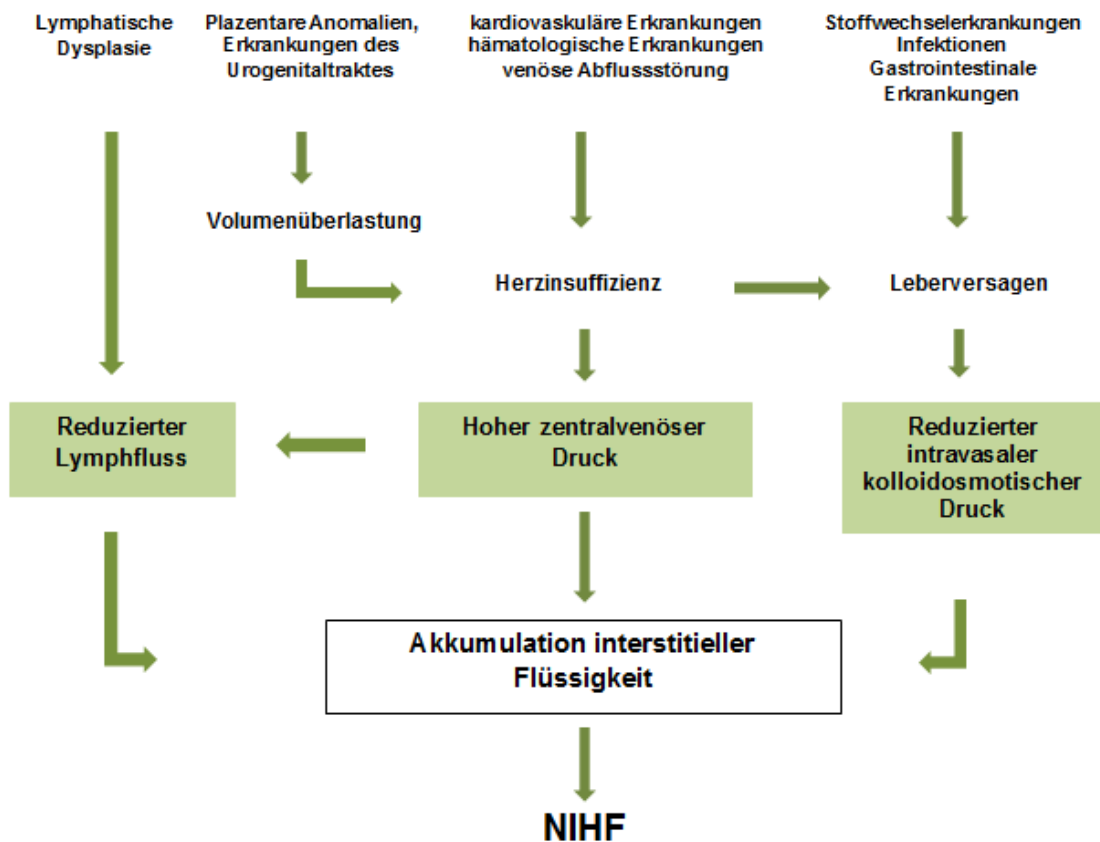 Lymphatische
Dysplasie
Plazentare Anomalien,
Erkrankungen des
Urogenitaltraktes
kardiovaskuläre Erkrankungen
hämatologische Erkrankungen
venöse Abflussstörung
Stoffwechselerkrankungen
Infektionen
Gastrointestinale
Erkrankungen
Volumenüberlastung
Herzinsuffizienz
Leberversagen
Reduzierter
Lymphfluss
Hoher zentralvenöser
Druck
Reduzierter
intravasaler
kolloidosmotischer
Druck
Akkumulation interstitieller
Flüssigkeit
NIHF